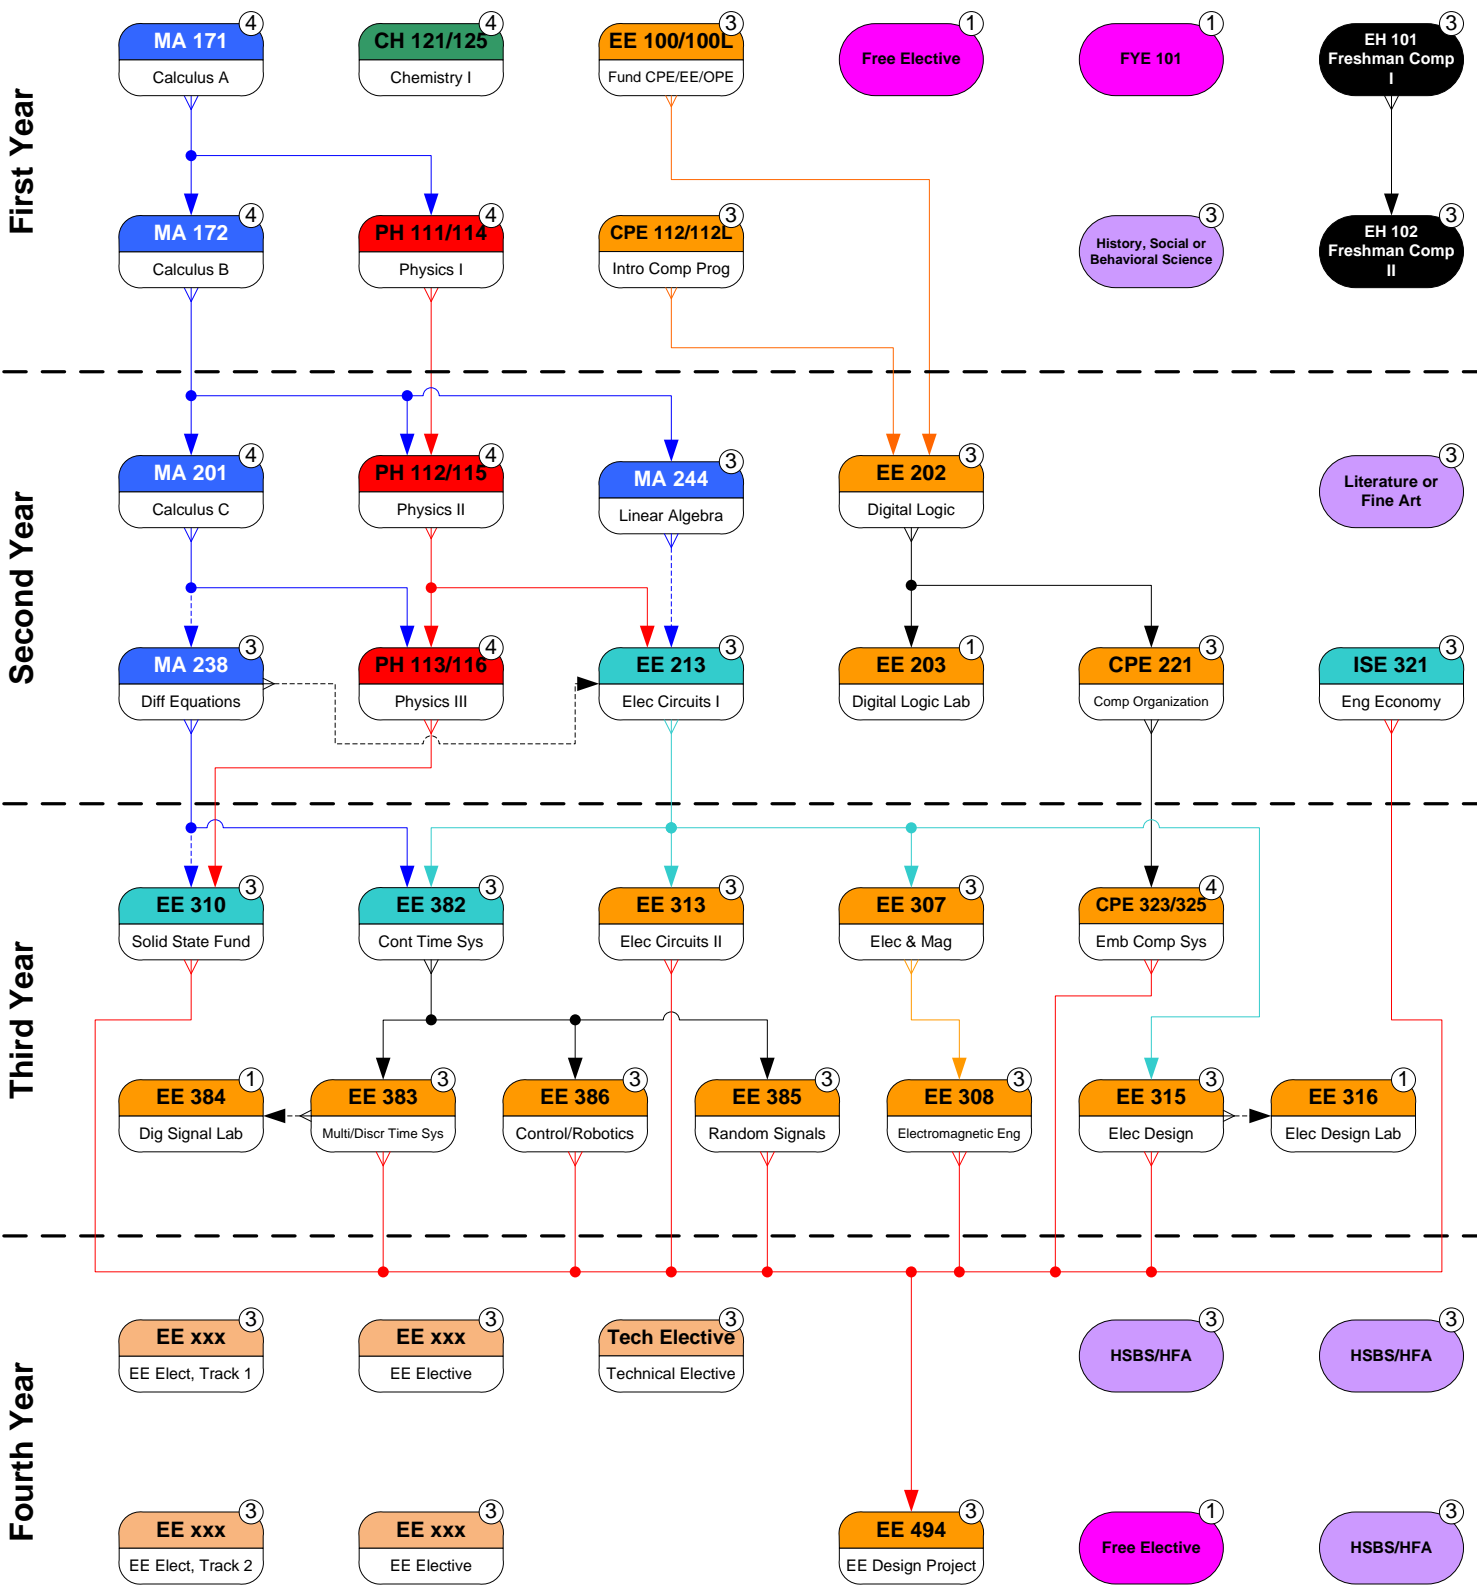 First Year
4
MA 171
Calculus A
4
CH 121/125
Chemistry I
3
EE 100/100L
Fund CPE/EE/OPE
1
Free Elective
1
FYE 101
3
EH 101
Freshman Comp
I
4
MA 172
Calculus B
4
PH 111/114
Physics I
3
CPE 112/112L
Intro Comp Prog
3
History, Social or
Behavioral Science
3
EH 102
Freshman Comp
II
Second Year
4
MA 201
Calculus C
4
PH 112/115
Physics II
3
MA 244
Linear Algebra
3
EE 202
Digital Logic
3
Literature or
Fine Art
3
MA 238
Diff Equations
4
PH 113/116
Physics III
3
EE 213
Elec Circuits I
1
EE 203
Digital Logic Lab
3
CPE 221
Comp Organization
3
ISE 321
Eng Economy
Third Year
3
EE 310
Solid State Fund
3
EE 382
Cont Time Sys
3
EE 313
Elec Circuits II
3
EE 307
Elec & Mag
4
CPE 323/325
Emb Comp Sys
1
EE 384
Dig Signal Lab
3
EE 383
Multi/Discr Time Sys
3
EE 386
Control/Robotics
3
EE 385
Random Signals
3
EE 308
Electromagnetic Eng
3
EE 315
Elec Design
1
EE 316
Elec Design Lab
Fourth Year
3
EE xxx
EE Elect, Track 1
3
EE xxx
EE Elective
3
Tech Elective
Technical Elective
3
HSBS/HFA
3
HSBS/HFA
3
EE xxx
EE Elect, Track 2
3
EE xxx
EE Elective
3
EE 494
EE Design Project
1
Free Elective
3
HSBS/HFA